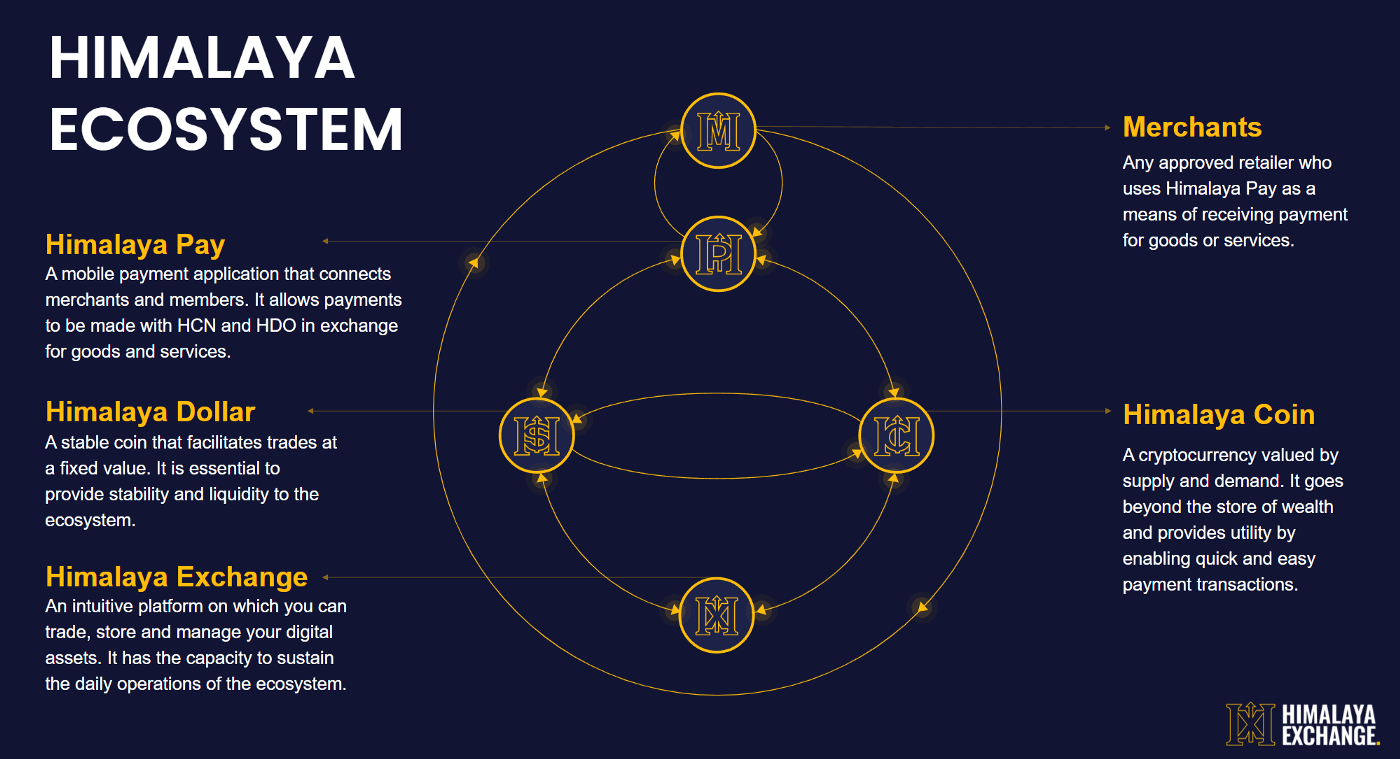 HIMALAYA
ECOSYSTEM
Himalaya Pay
A mobile payment application that connects
merchants and members. It allows payments
to be made with HCN and HDO in exchange
for goods and services.
Himalaya Dollar
A stable coin that facilitates trades at
a fixed value. It is essential to
provide stability and liquidity to the
ecosystem.
Himalaya Exchange
An intuitive platform on which you can
trade, store and manage your digital
assets. It has the capacity to sustain
the daily operations of the ecosystem.
Merchants
Any approved retailer who
uses Himalaya Pay as a
means of receiving payment
for goods or services.
Himalaya Coin
A cryptocurrency valued by
supply and demand. It goes
beyond the store of wealth
and provides utility by
enabling quick and easy
payment transactions.
HIMALAYA
EXCHANGE.